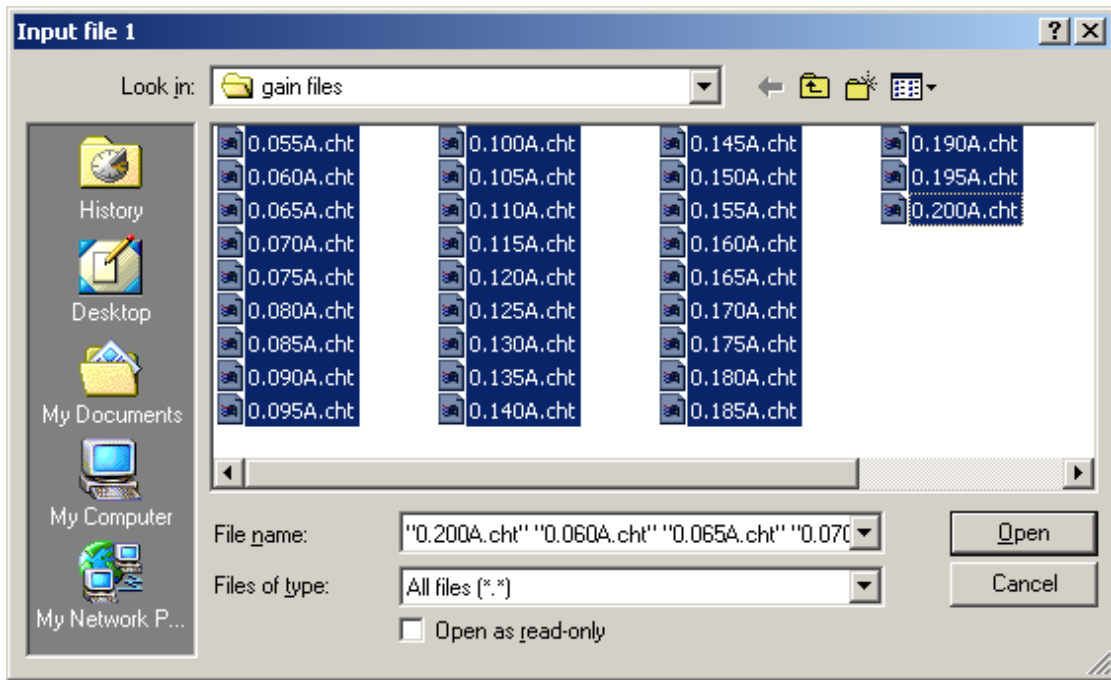 Input file 1
Look in: gain files
History
Desktop
My Documents
My Computer
My Network P...
0.055A.cht 0.100A.cht 0.145A.cht 0.190A.cht
0.060A.cht 0.105A.cht 0.150A.cht 0.195A.cht
0.065A.cht 0.110A.cht 0.155A.cht 0.200A.cht
0.070A.cht 0.115A.cht 0.160A.cht
0.075A.cht 0.120A.cht 0.165A.cht
0.080A.cht 0.125A.cht 0.170A.cht
0.085A.cht 0.130A.cht 0.175A.cht
0.090A.cht 0.135A.cht 0.180A.cht
0.095A.cht 0.140A.cht 0.185A.cht
File name: "0.200A.cht" "0.060A.cht" "0.065A.cht" "0.070 Open
Files of type: All files (*.*) Cancel
Open as read-only